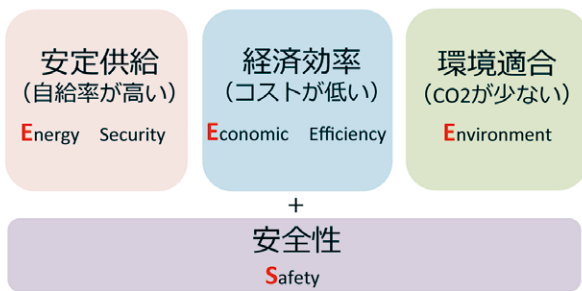 安定供給
(自給率が高い)
Energy Security
経済効率
(コストが低い)
Economic Efficiency
環境適合
(CO2が少ない)
Environment
+
安全性
Safety